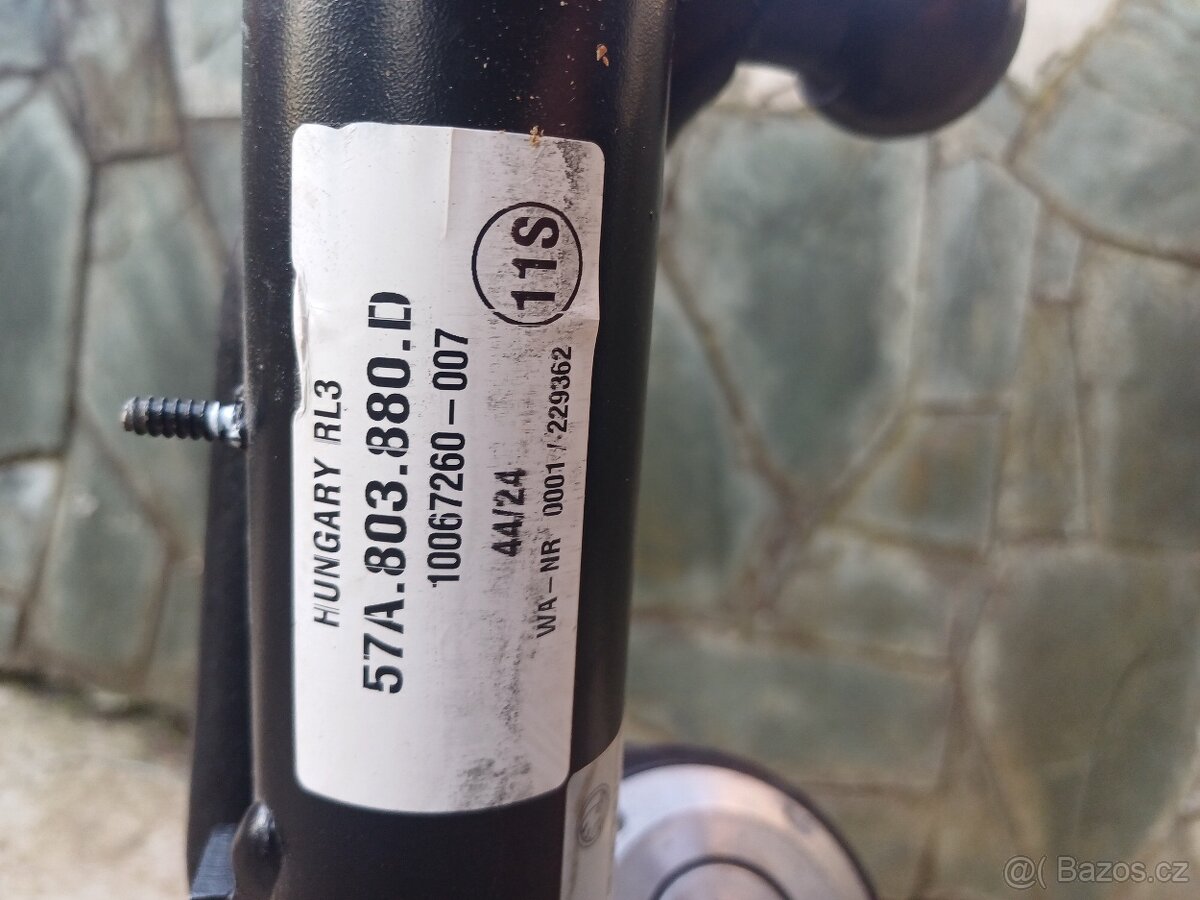 HUNGARY RL3
57A.803.880.D
10067260-007
44/24
11S
WA-NR 0001/229362
@( Bazos.cz